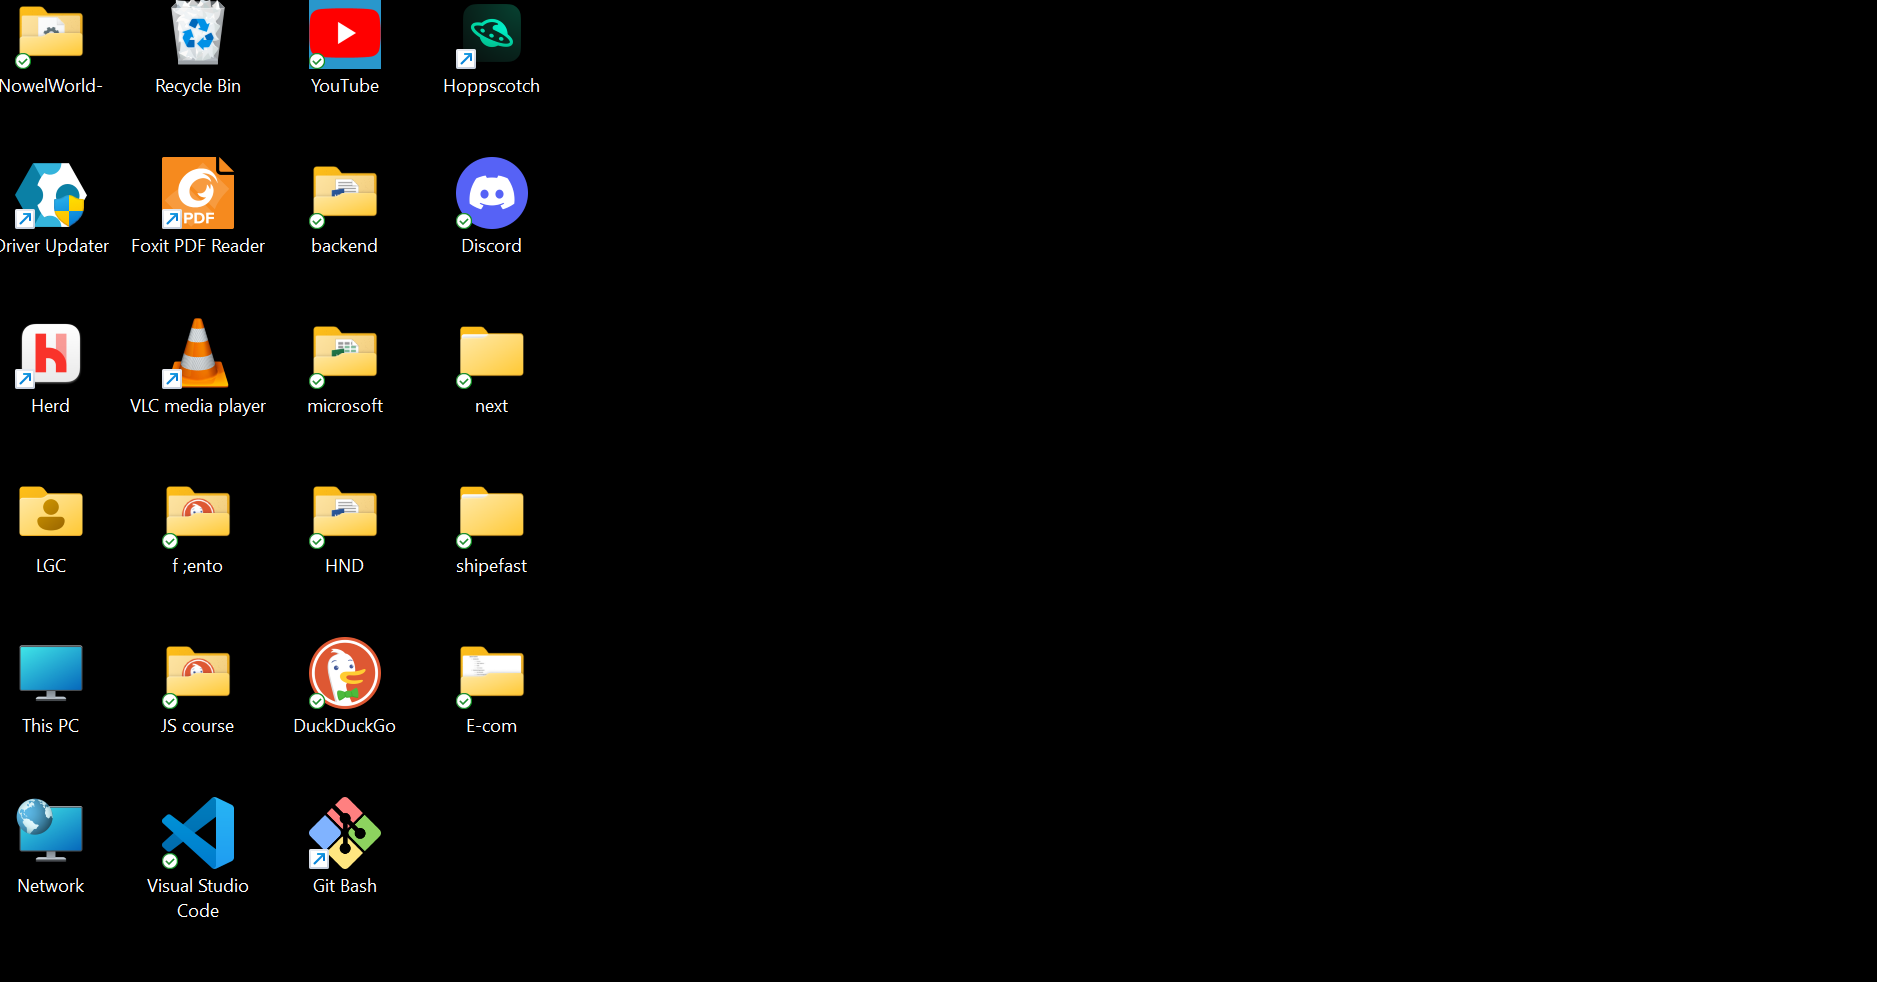 NowelWorld-
Recycle Bin
YouTube
Hoppscotch
Driver Updater
PDF
Foxit PDF Reader
backend
Discord
Herd
VLC media player
microsoft
next
LGC
f ;ento
HND
shipefast
This PC
JS course
DuckDuckGo
E-com
Network
Visual Studio
Code
Git Bash